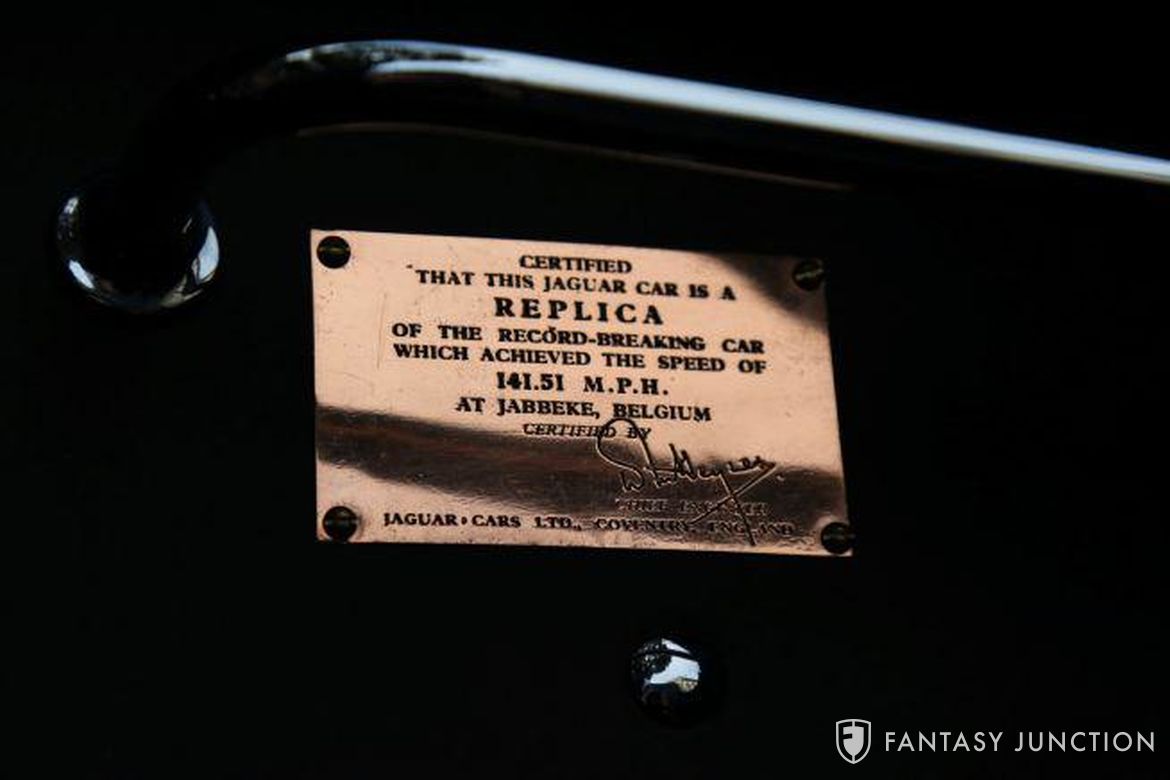 CERTIFIED
THAT THIS JAGUAR CAR IS A
REPLICA
OF THE RECORD-BREAKING CAR
WHICH ACHIEVED THE SPEED OF
141.51 M.P.H.
AT JABBEKE, BELGIUM
CERTIFIED BY
JAGUAR CARS LTD., COVENTRY, ENGLAND
FANTASY JUNCTION